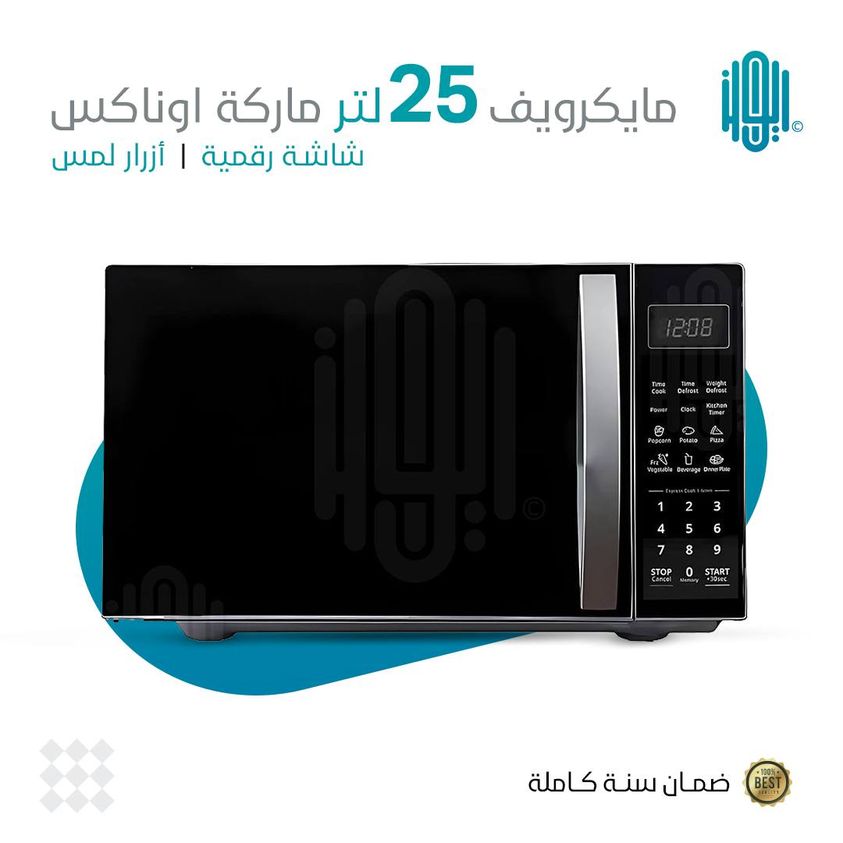 مايكرويف 25 لتر ماركة اوناكس
شاشة رقمية | أزرار لمس
12:08
Time Cook
Time Defrost
Weight Defrost
Power
Clock
Kitchen Timer
Popcorn
Potato
Pizza
Frz Vegetable
Beverage
Dinner Plate
1 2 3
4 5 6
7 8 9
STOP Cancel
0 Memory
START +30sec
©
ضمان سنة كاملة
100%
BEST